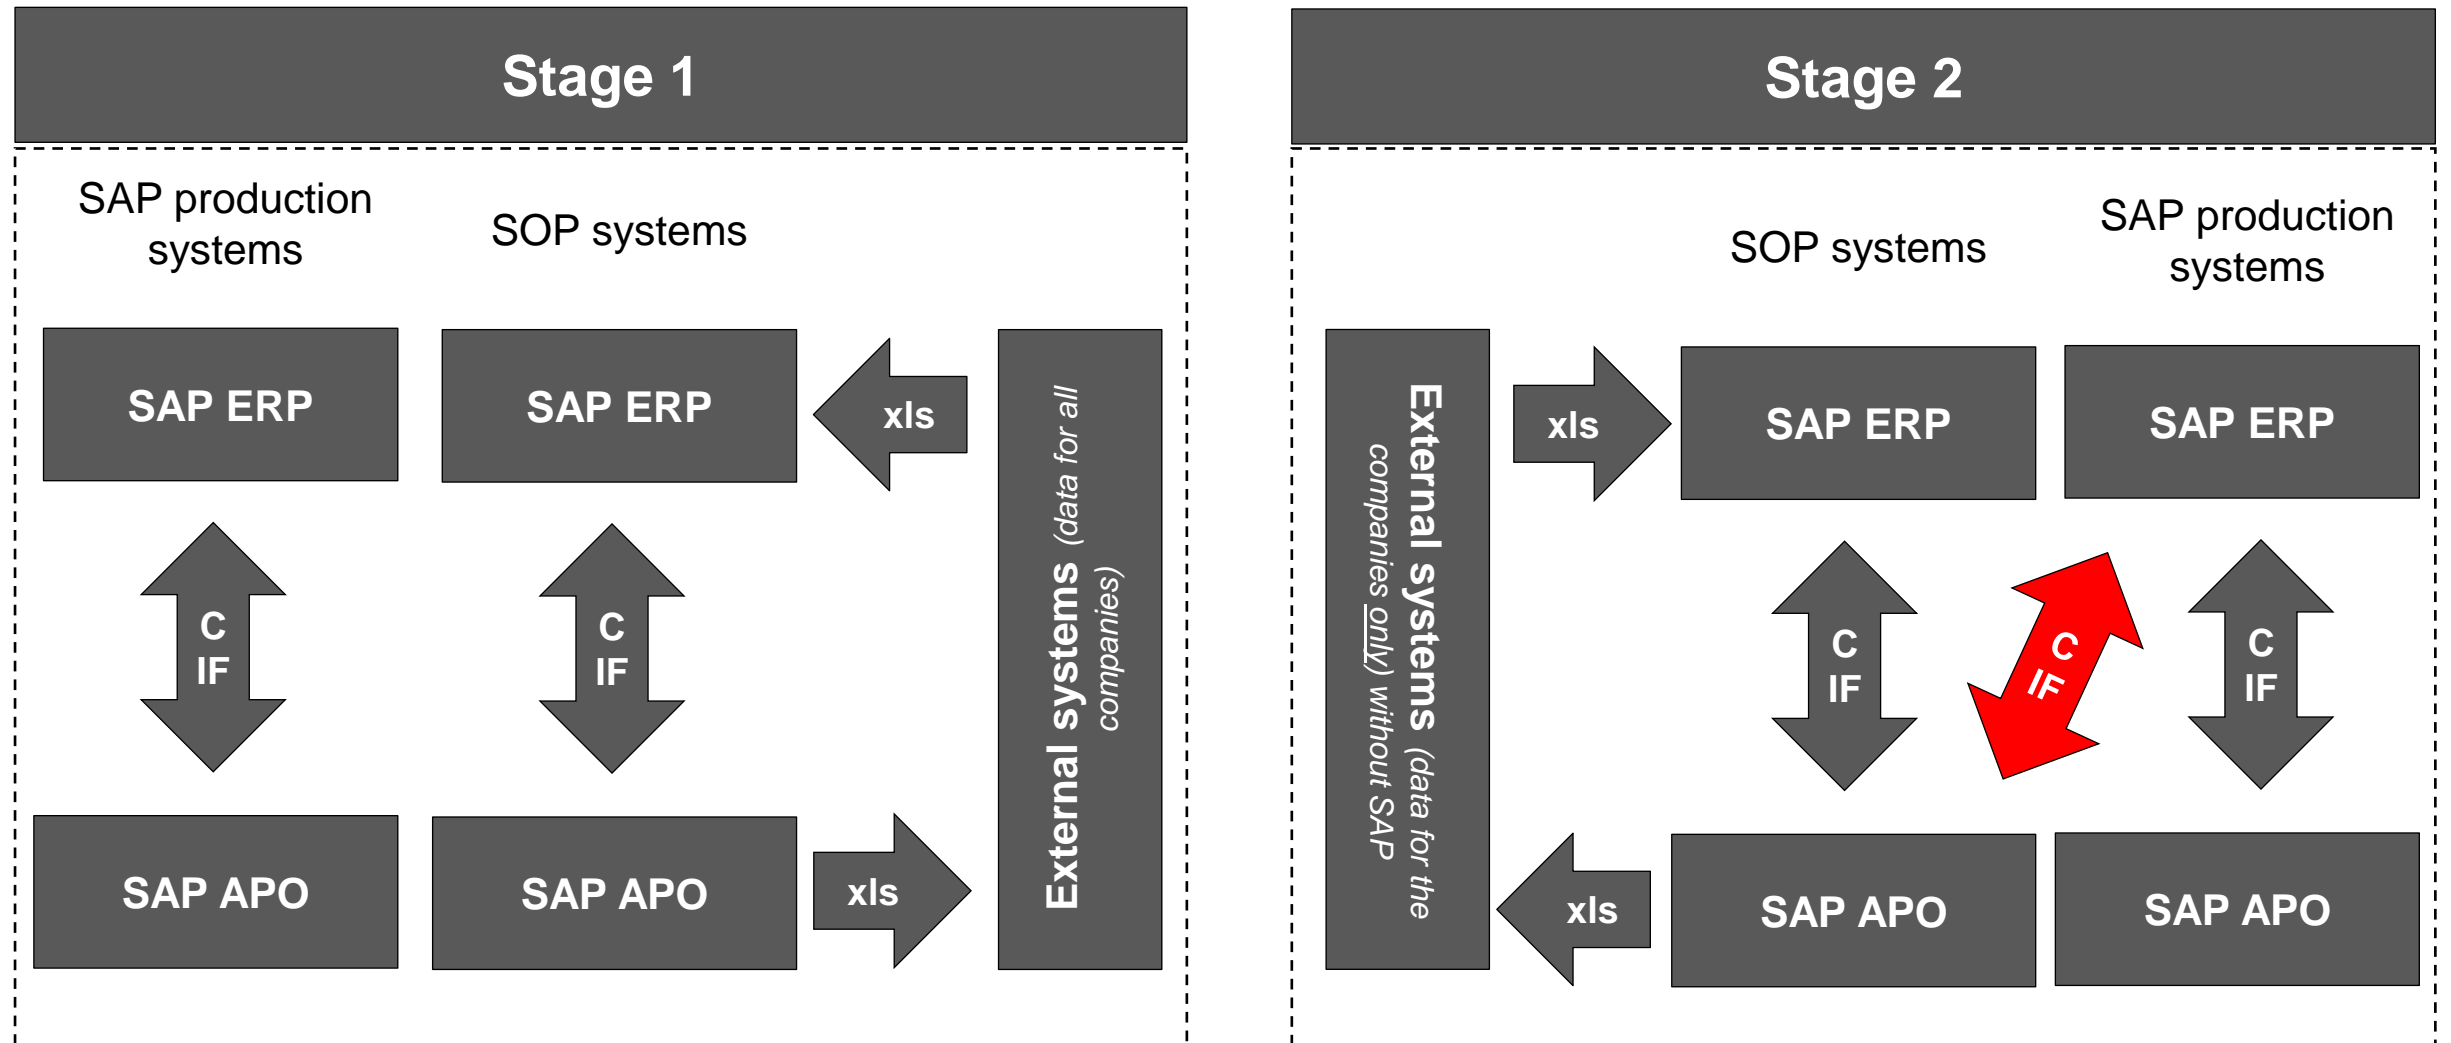 Stage 1
SAP production
systems
SOP systems
SAP ERP
SAP ERP
xls
C
IF
C
IF
SAP APO
SAP APO
xls
External systems (data for all
companies)
Stage 2
SOP systems
SAP production
systems
External systems (data for the
companies only) without SAP
xls
SAP ERP
SAP ERP
C
IF
C
IF
C
IF
xls
SAP APO
SAP APO